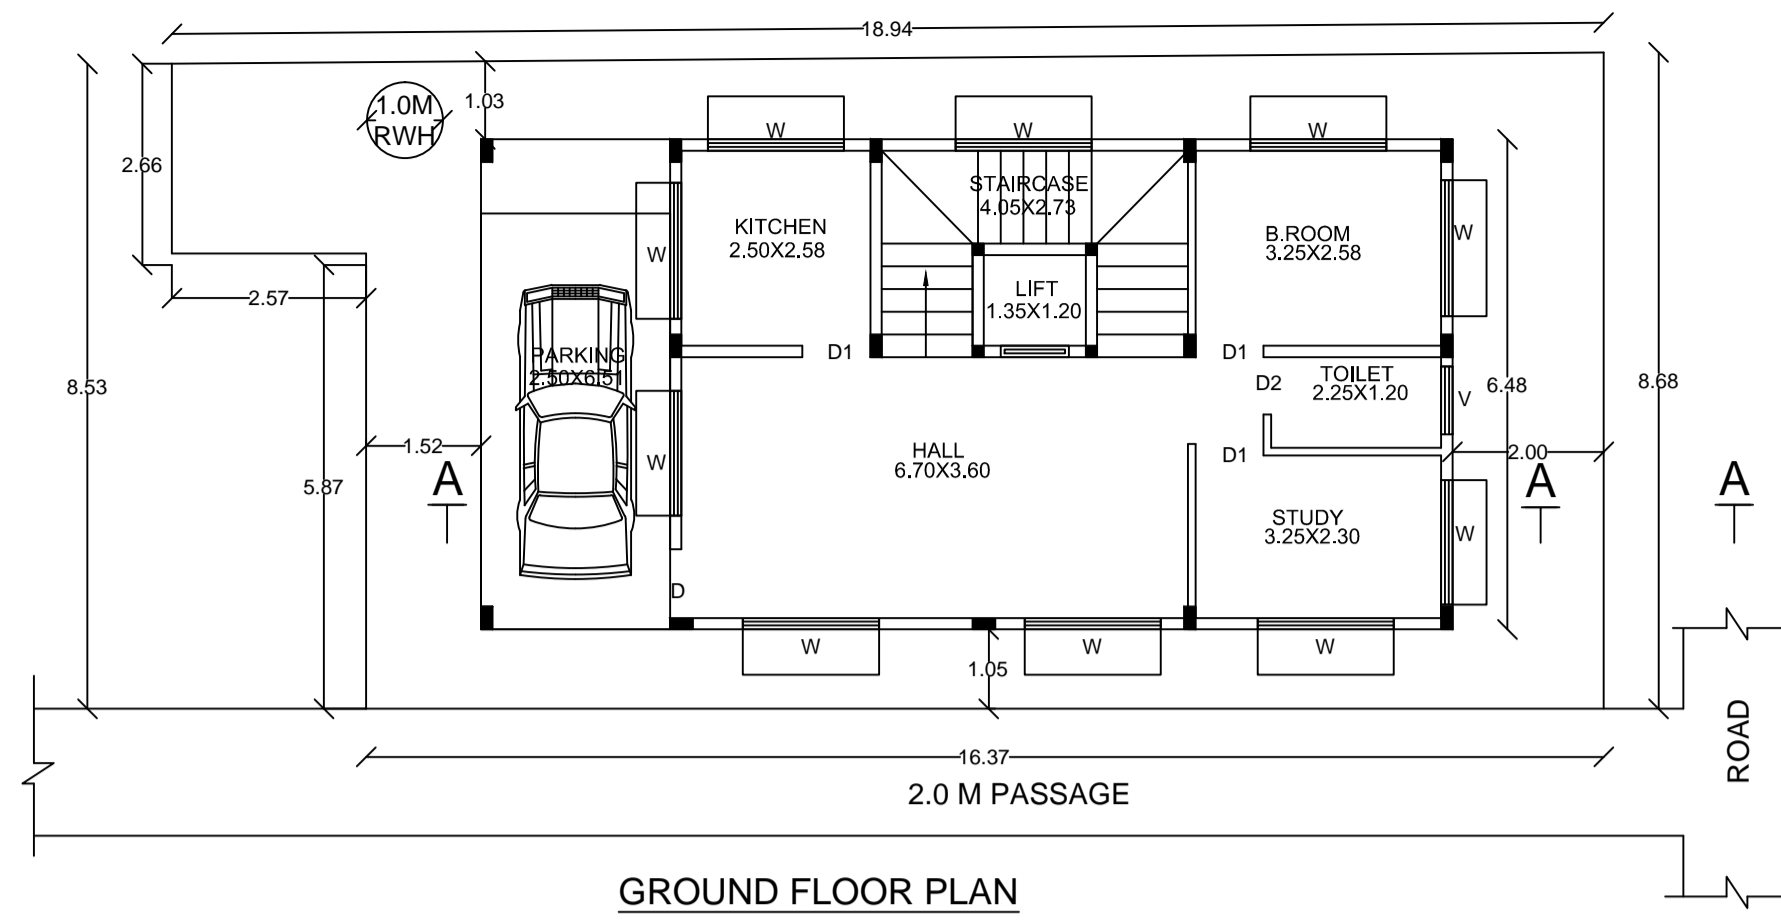 18.94
1.0M
RWH
1.03
W
W
W
2.66
STAIRCASE
4.05X2.73
KITCHEN
2.50X2.58
B.ROOM
3.25X2.58
W
W
LIFT
1.35X1.20
2.57
PARKING
2.50X6.51
D1
D1
TOILET
2.25X1.20
D2
V
8.53
6.48
8.68
1.52
HALL
6.70X3.60
D1
2.00
W
5.87
A
A
A
STUDY
3.25X2.30
W
D
W
W
W
1.05
ROAD
16.37
2.0 M PASSAGE
GROUND FLOOR PLAN